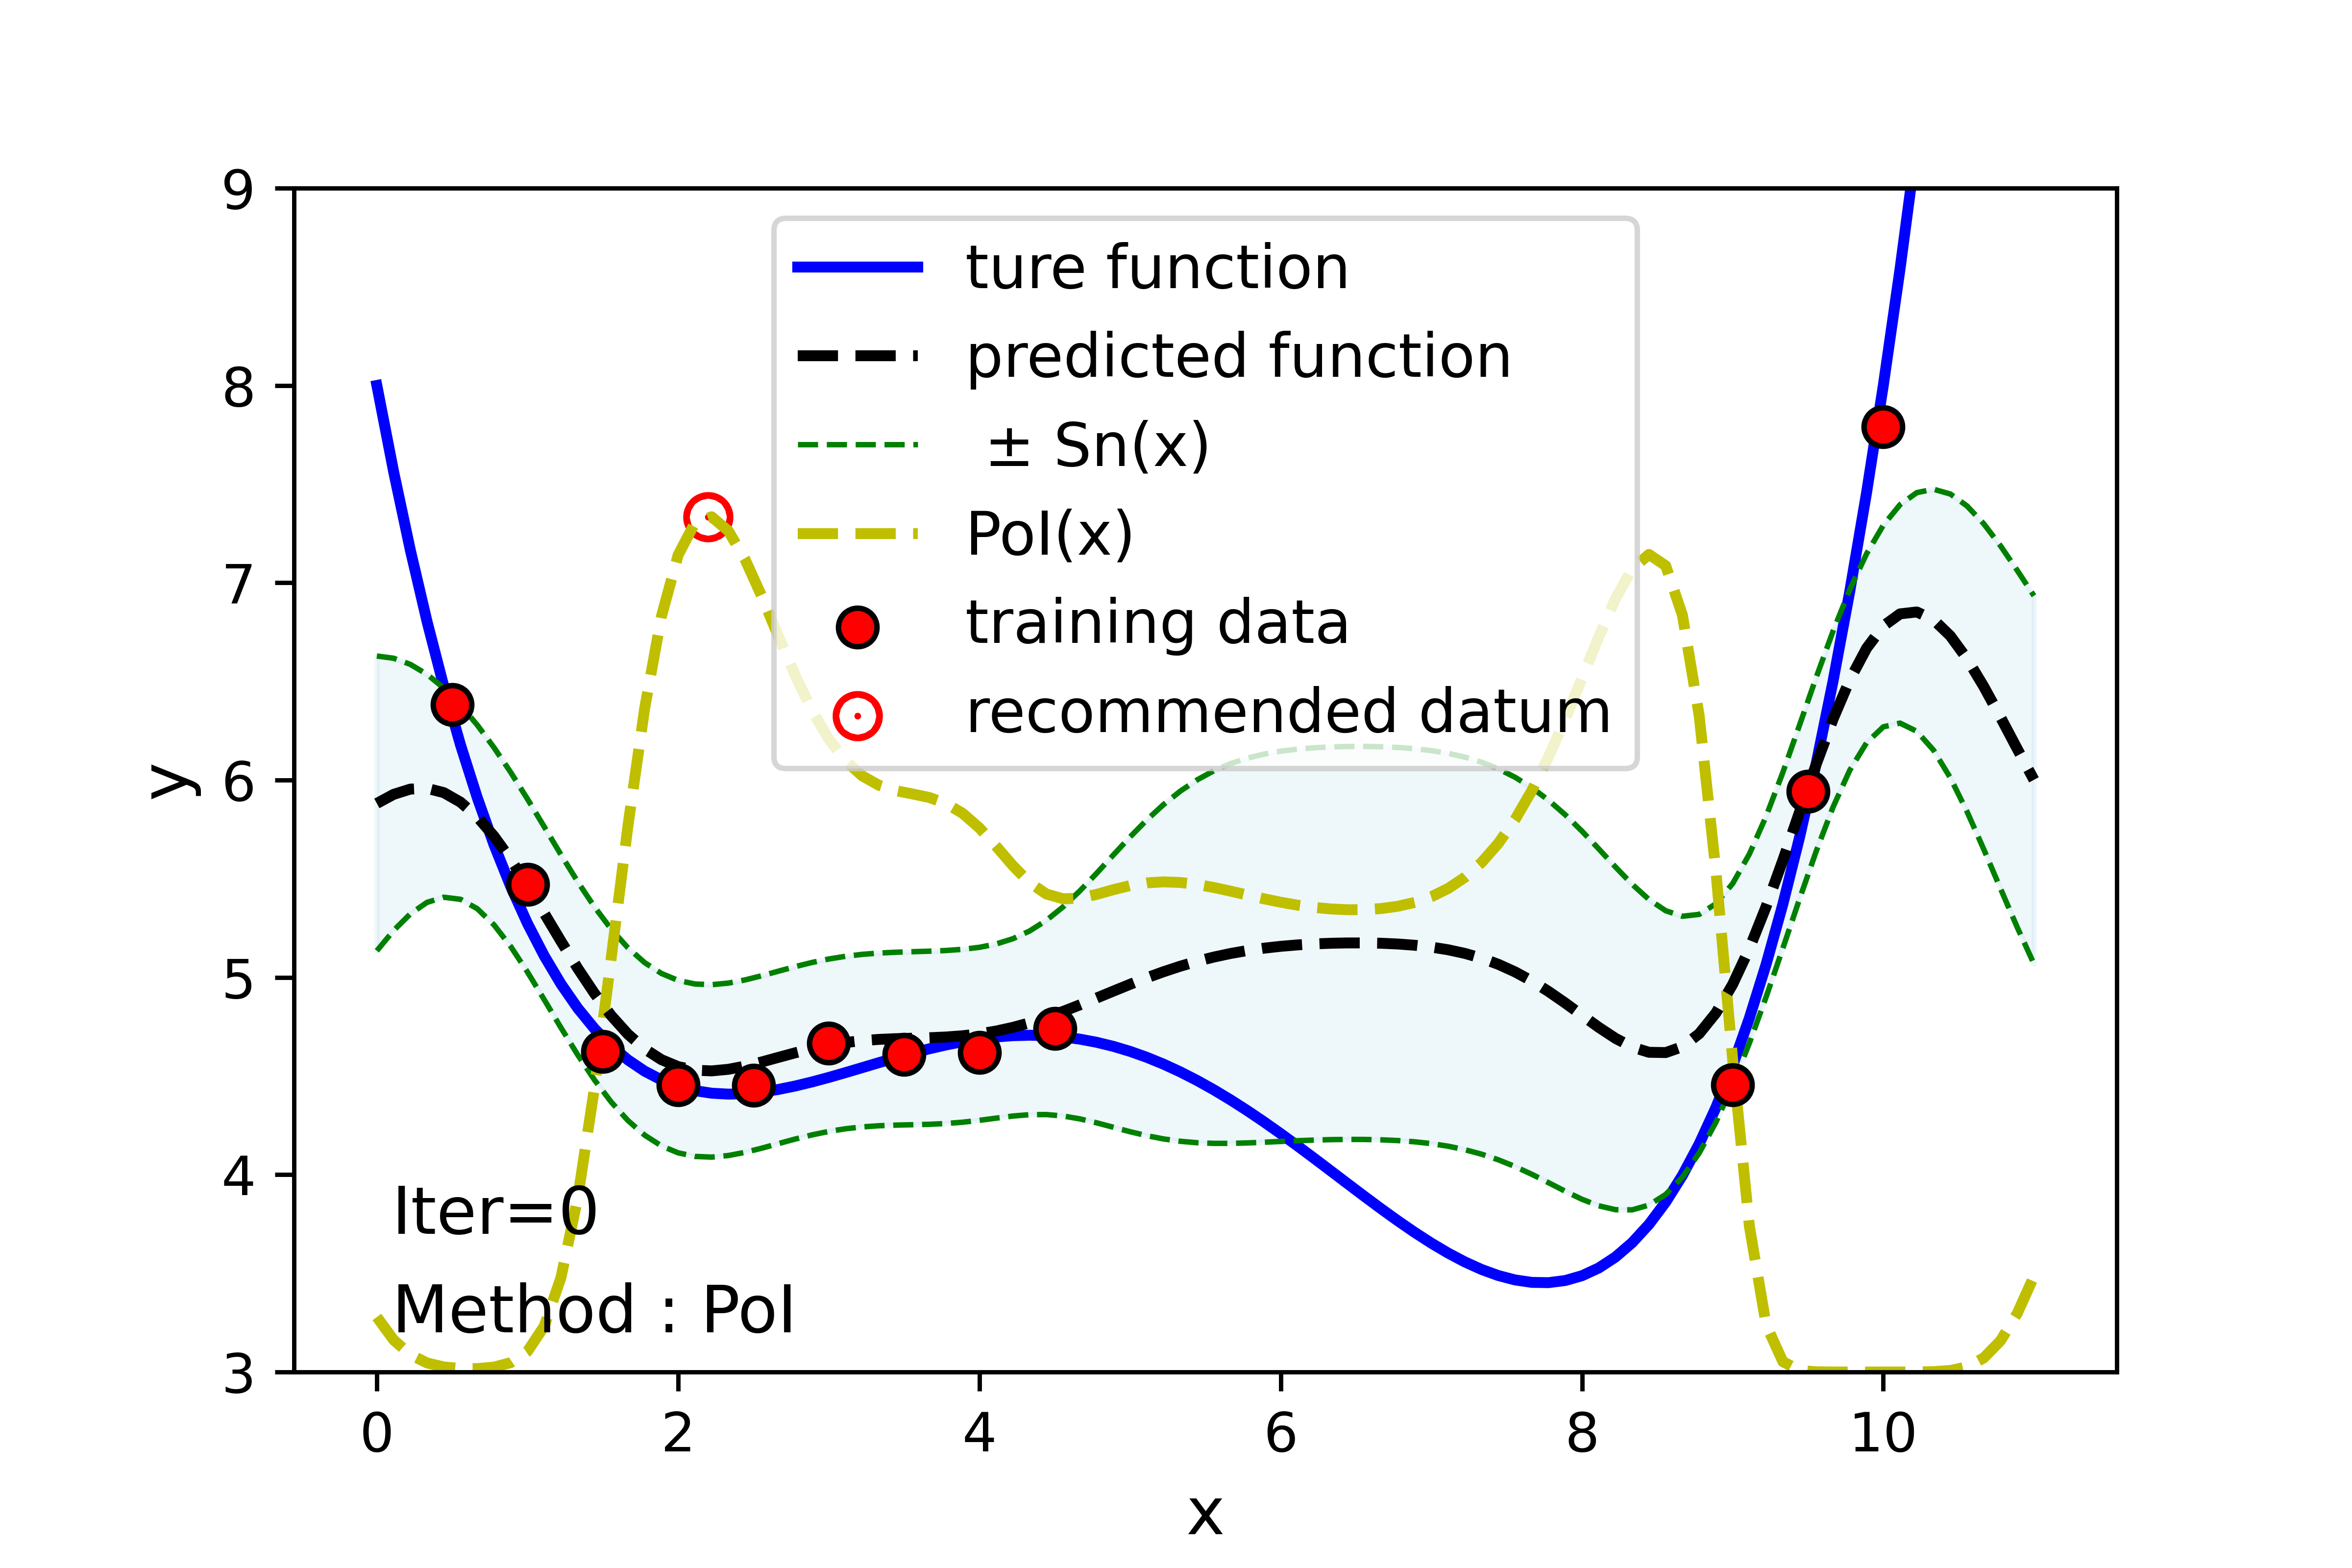 9
8
7
6
5
4
3
y
ture function
predicted function
± Sn(x)
PoI(x)
training data
recommended datum
Iter=0
Method : PoI
0 2 4 6 8 10
x